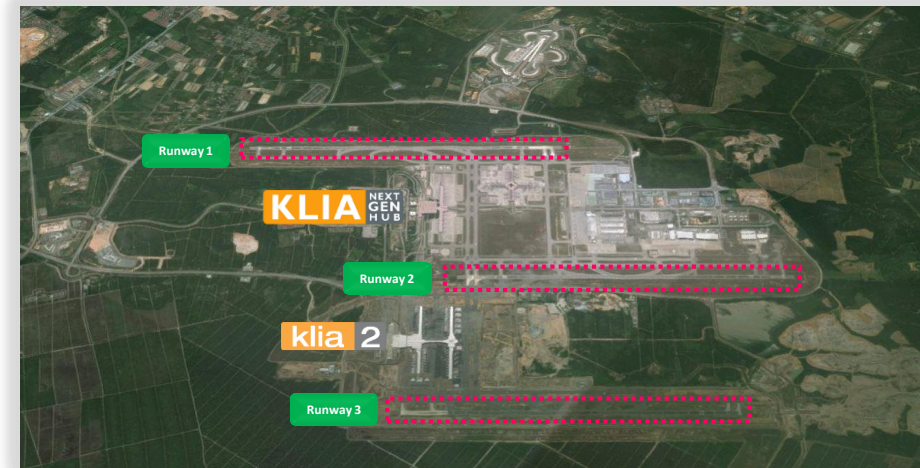 Runway 1
KLIA NEXT
GEN
HUB
Runway 2
klia 2
Runway 3